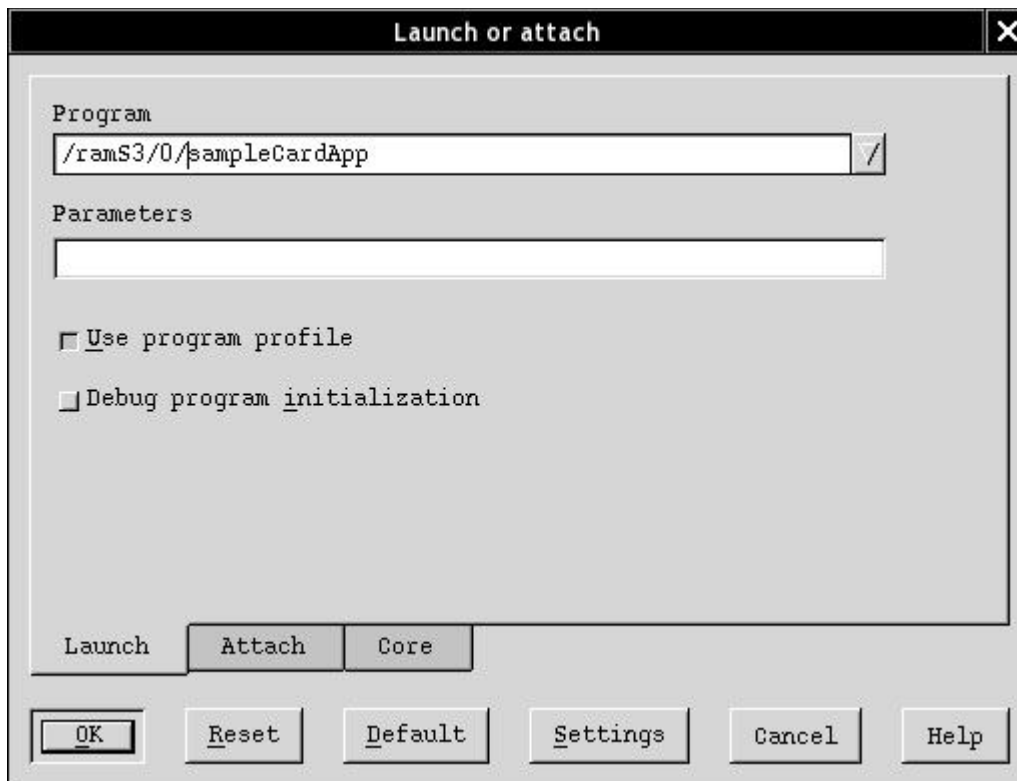 Launch or attach
Program
/ramS3/0/sampleCardApp
Parameters
Use program profile
Debug program initialization
Launch Attach Core
OK Reset Default Settings Cancel Help